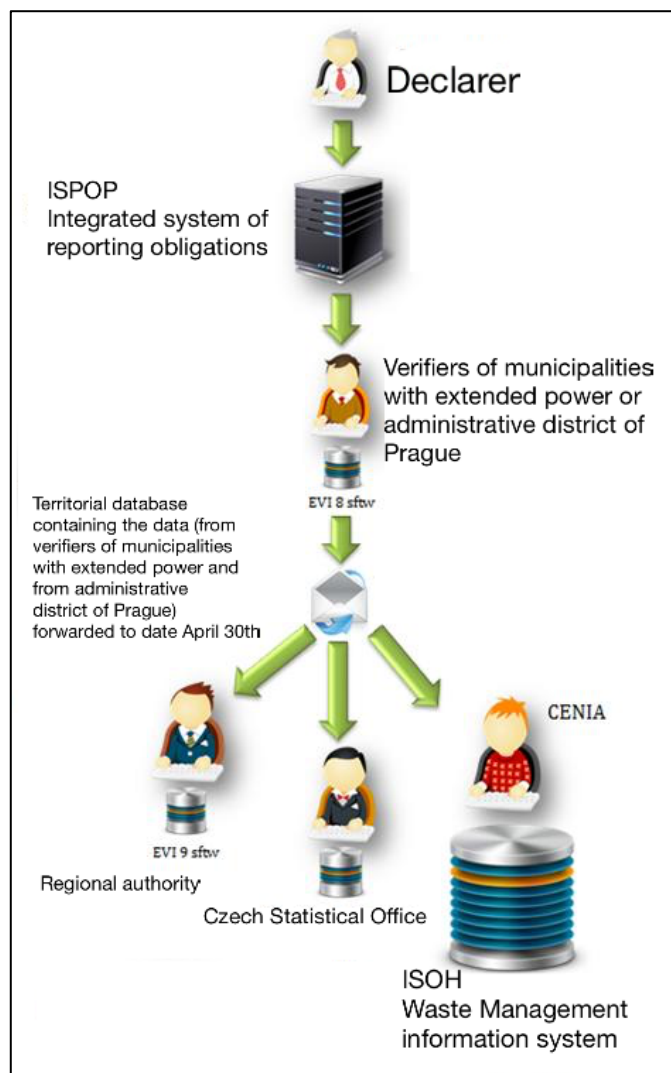 Declarer
ISPOP
Integrated system of
reporting obligations
Verifiers of municipalities
with extended power or
administrative district of
Prague
EVI 8 sftw
Territorial database
containing the data (from
verifiers of municipalities
with extended power and
from administrative
district of Prague)
forwarded to date April 30th
CENIA
EVI 9 sftw
Regional authority
Czech Statistical Office
ISOH
Waste Management
information system